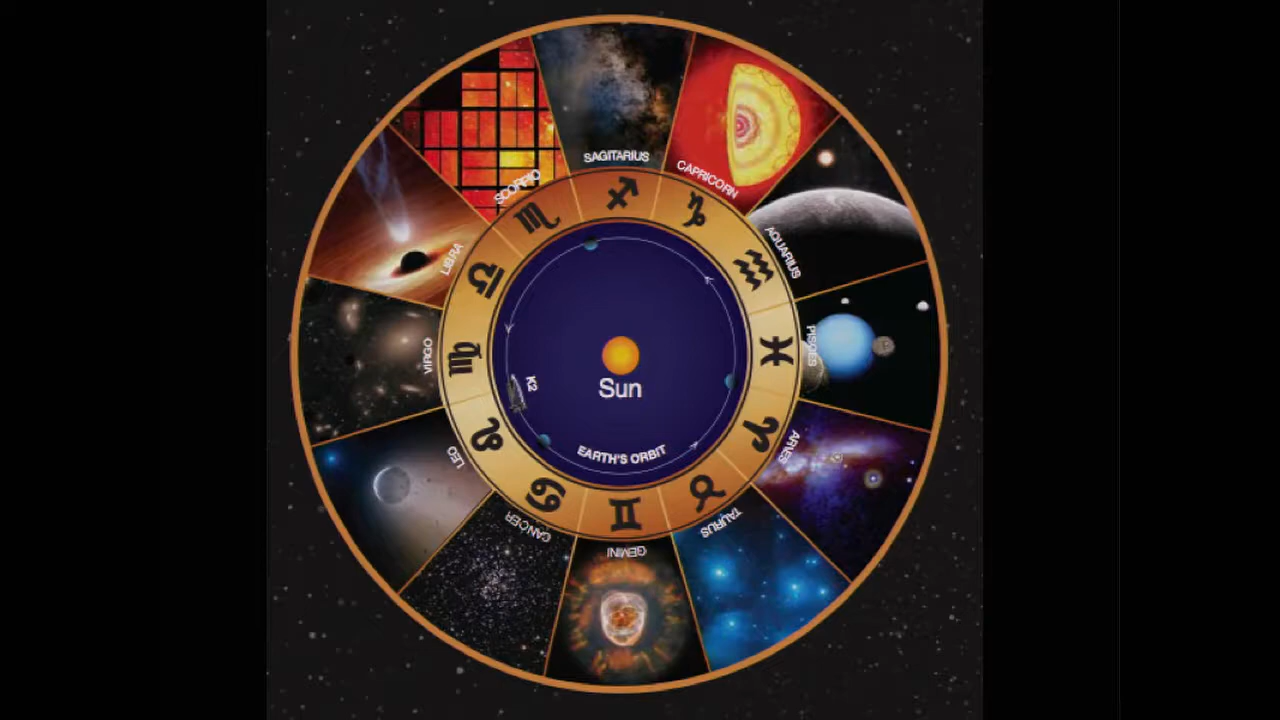 SAGITARIUS
CAPRICORN
SCORPIO
AQUARIUS
LIBRA
PISCES
VIRGO
K2
Sun
EARTH'S ORBIT
ARIES
LEO
TAURUS
CANCER
GEMINI